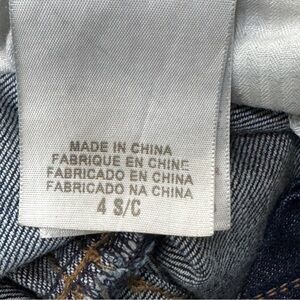 MADE IN CHINA
FABRIQUE EN CHINE
FABRICADO EN CHINA
FABRICADO NA CHINA
4 S/C